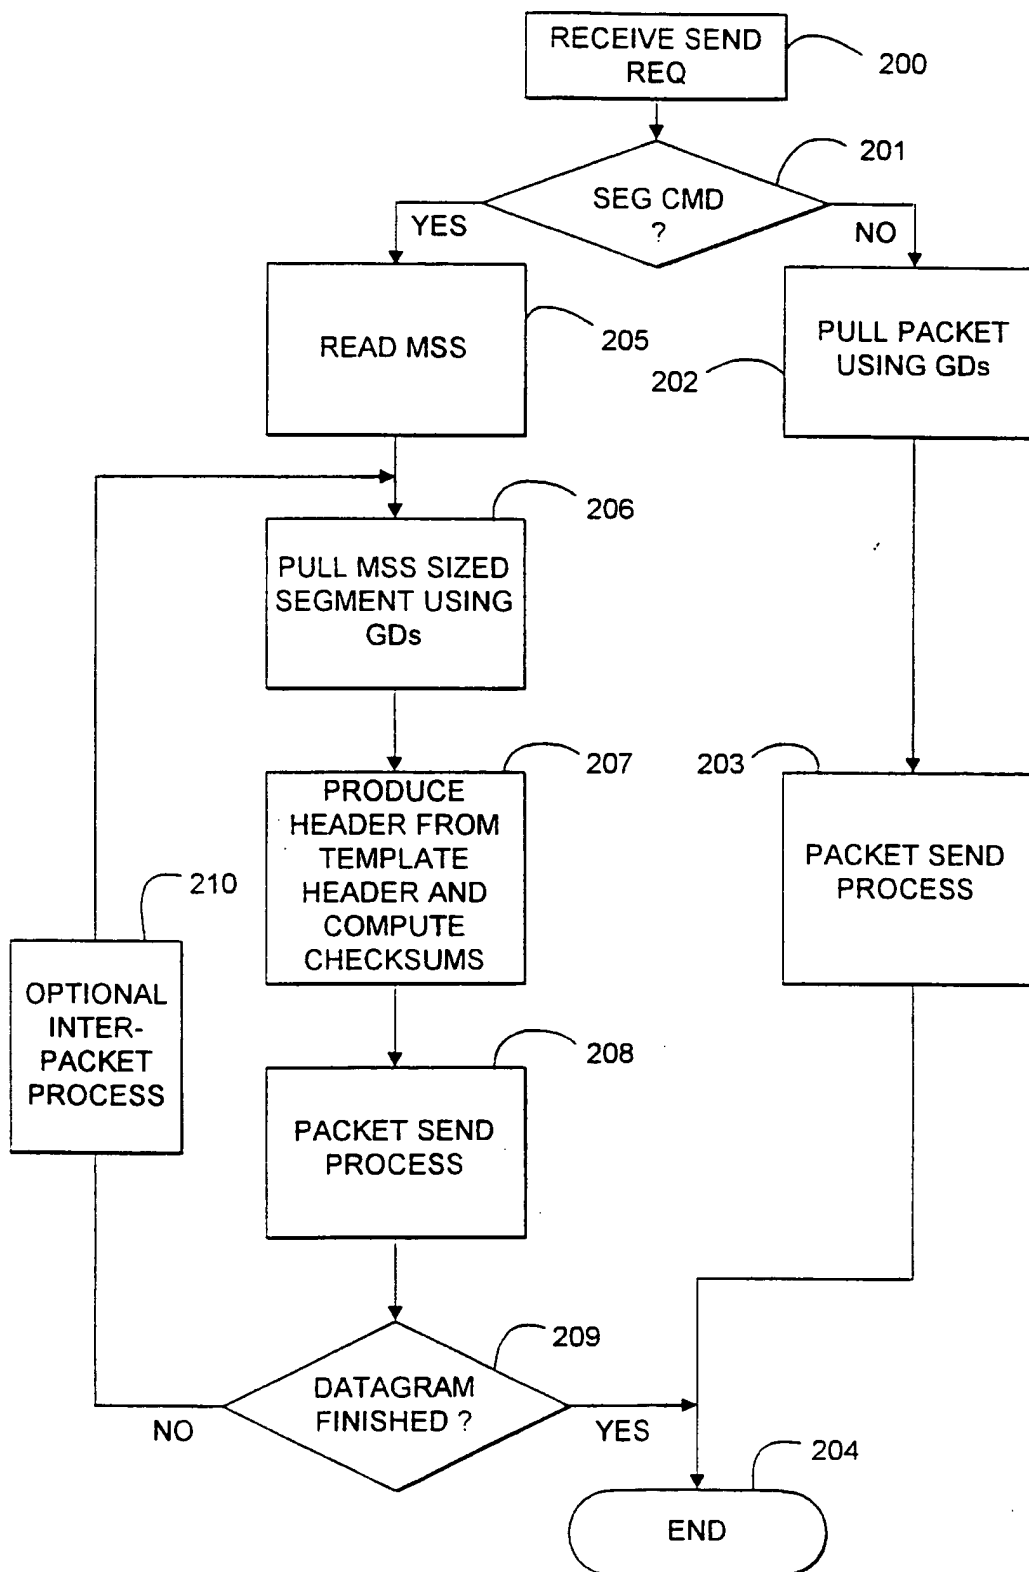 RECEIVE SEND
REQ
200
201
SEG CMD
?
YES
NO
READ MSS
205
PULL PACKET
USING GDs
202
206
PULL MSS SIZED
SEGMENT USING
GDs
207
PRODUCE
HEADER FROM
TEMPLATE
HEADER AND
COMPUTE
CHECKSUMS
203
PACKET SEND
PROCESS
210
OPTIONAL
INTER-
PACKET
PROCESS
208
PACKET SEND
PROCESS
209
DATAGRAM
FINISHED ?
NO
YES
204
END